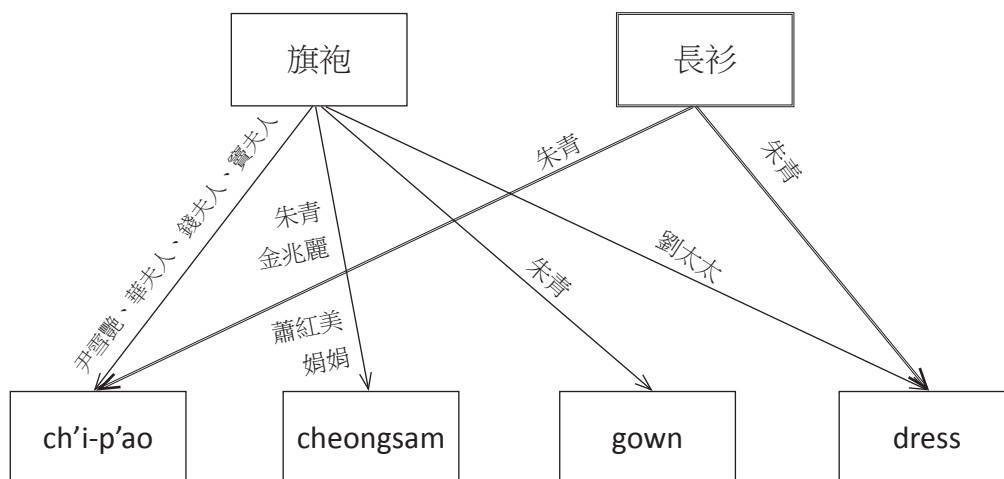 旗袍
長衫
尹雪艷、華夫人、錢夫人、竇夫人
朱青
金兆麗
蕭紅美
娟娟
朱青
朱青
劉太太
朱青
ch’i-p’ao
cheongsam
gown
dress